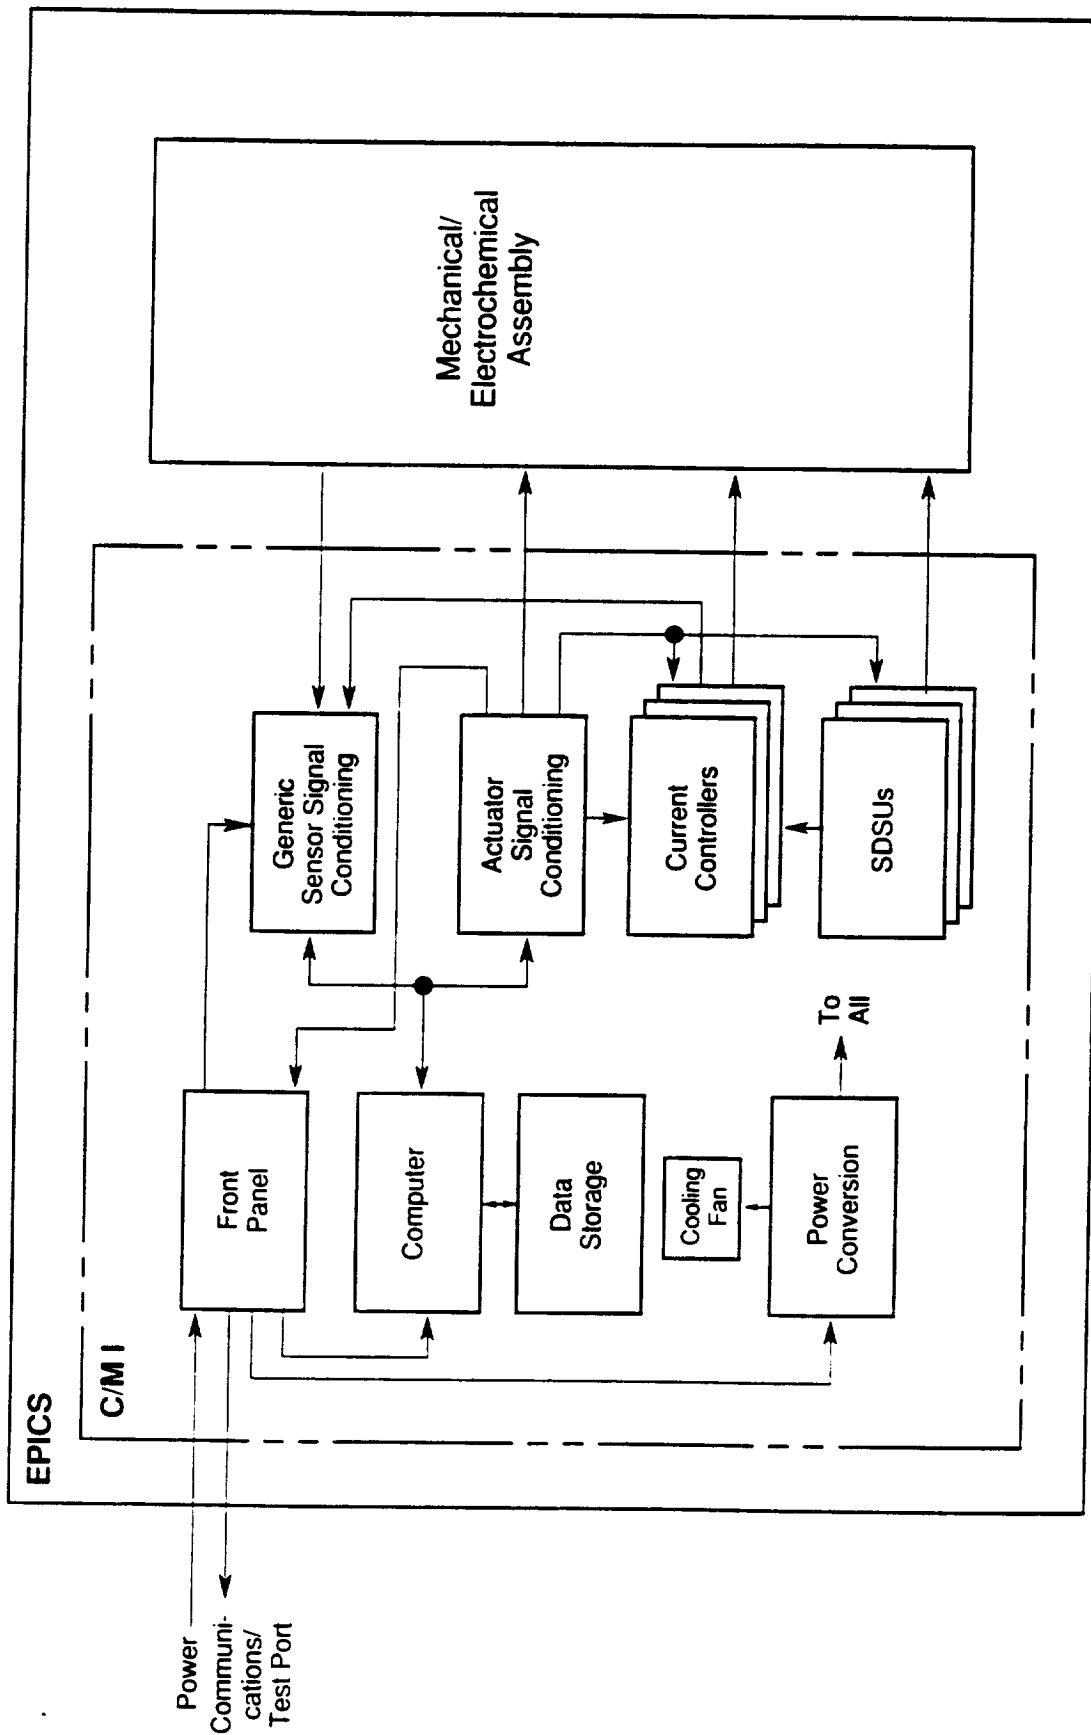 EPICS
C/M I
Power
Communi-
cations/
Test Port
Front
Panel
Computer
Data
Storage
Cooling
Fan
Power
Conversion
To
All
Generic
Sensor Signal
Conditioning
Actuator
Signal
Conditioning
Current
Controllers
SDSUs
Mechanical/
Electrochemical
Assembly